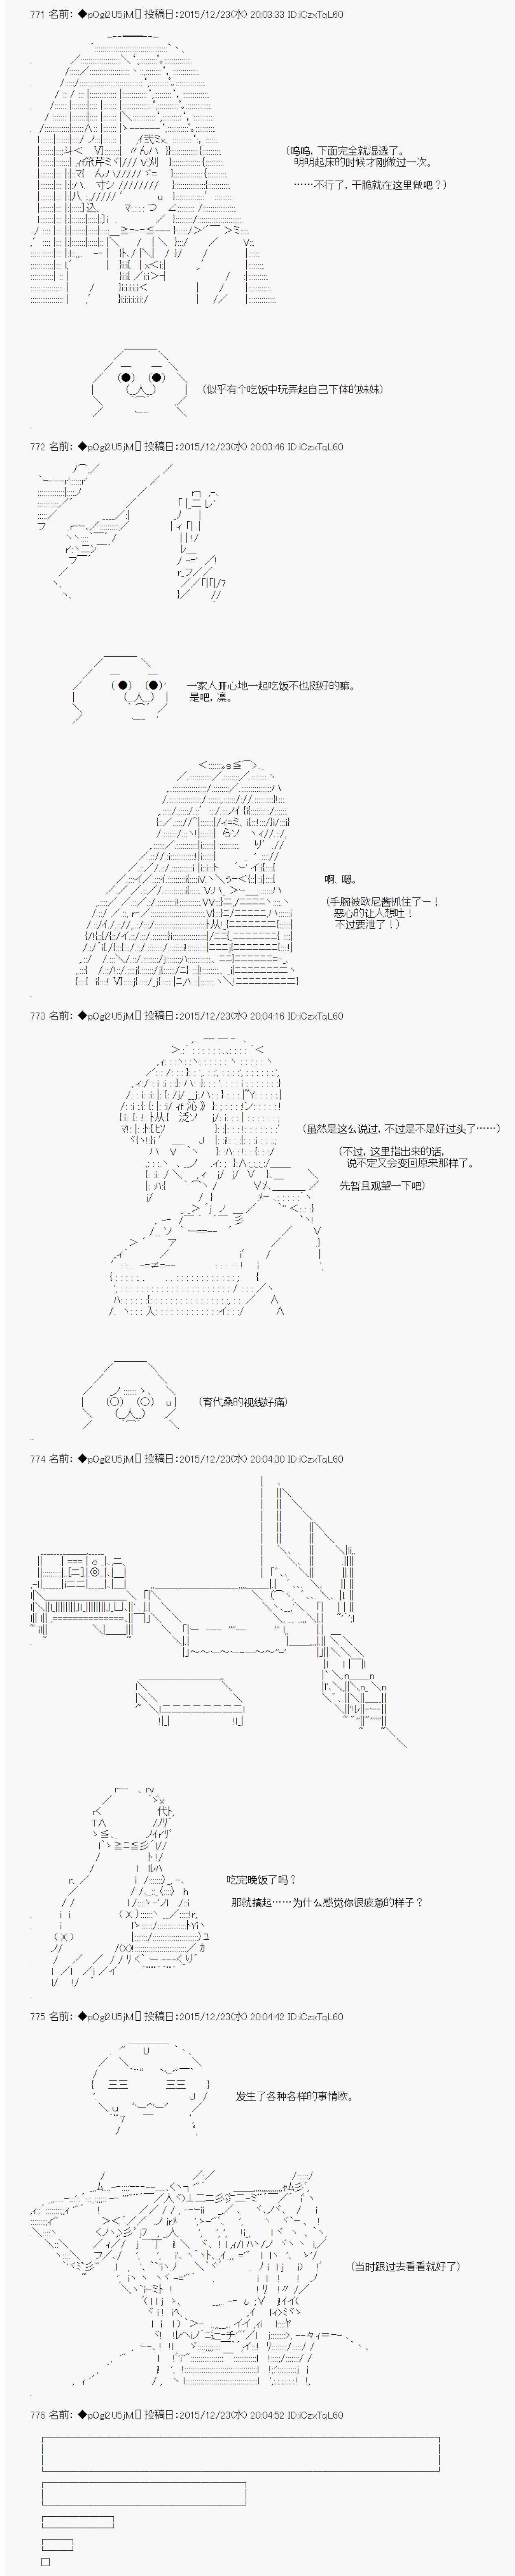 771 名前：◆pOgi2U5jM 投稿日：2015/12/23(水) 20:03:33 ID:iCzxTqL60
（呜呜，下面完全就湿透了。
明明起床的时候才刚做过一次。
……不行了，干脆就在这里做吧？）
（似乎有个吃饭中玩弄起自己下体的妹妹）
772 名前：◆pOgi2U5jM 投稿日：2015/12/23(水) 20:03:46 ID:iCzxTqL60
一家人开心地一起吃饭不也挺好的嘛。
是吧，凛。
啊，嗯。
（手腕被欧尼酱抓住了ー！
恶心的让人想吐！
不过要泄了！）
773 名前：◆pOgi2U5jM 投稿日：2015/12/23(水) 20:04:16 ID:iCzxTqL60
（虽然是这么说过，不过是不是好过头了……）
（不过，这里指出来的话，
说不定又会变回原来那样了。
先暂且观望一下吧）
（育代桑的视线好痛）
774 名前：◆pOgi2U5jM 投稿日：2015/12/23(水) 20:04:30 ID:iCzxTqL60
吃完晚饭了吗？
那就搞起……为什么感觉你很疲惫的样子？
775 名前：◆pOgi2U5jM 投稿日：2015/12/23(水) 20:04:42 ID:iCzxTqL60
发生了各种各样的事情欧。
（当时跟过去看看就好了）
776 名前：◆pOgi2U5jM 投稿日：2015/12/23(水) 20:04:52 ID:iCzxTqL60